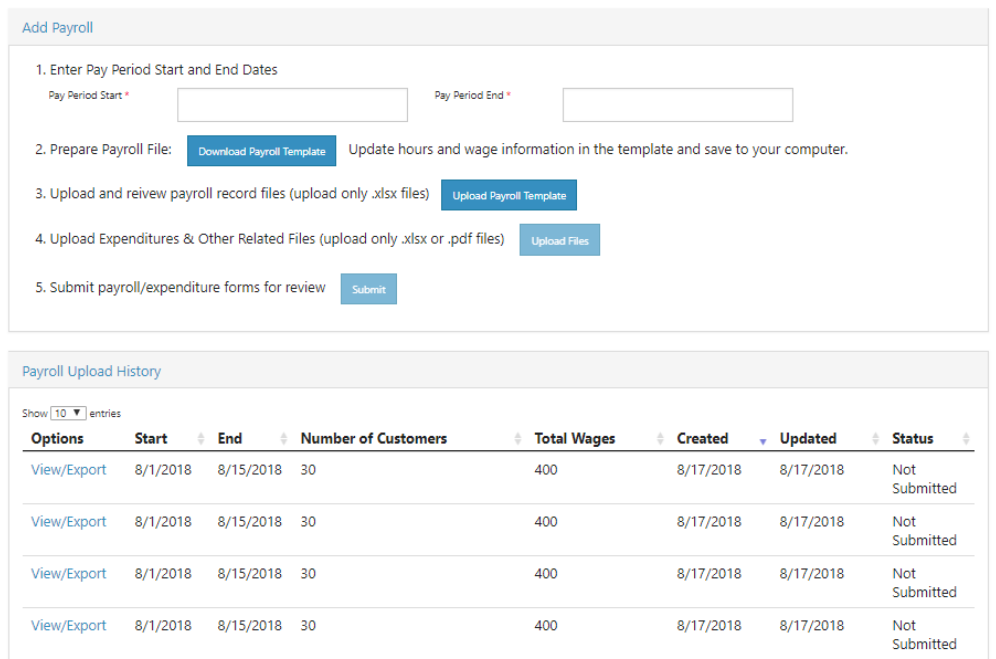 Add Payroll
1. Enter Pay Period Start and End Dates
Pay Period Start * Pay Period End *
2. Prepare Payroll File: Download Payroll Template Update hours and wage information in the template and save to your computer.
3. Upload and reivew payroll record files (upload only .xlsx files) Upload Payroll Template
4. Upload Expenditures & Other Related Files (upload only .xlsx or .pdf files) Upload Files
5. Submit payroll/expenditure forms for review Submit
Payroll Upload History
Show 10 entries
Options Start End Number of Customers Total Wages Created Updated Status
View/Export 8/1/2018 8/15/2018 30 400 8/17/2018 8/17/2018 Not
Submitted
View/Export 8/1/2018 8/15/2018 30 400 8/17/2018 8/17/2018 Not
Submitted
View/Export 8/1/2018 8/15/2018 30 400 8/17/2018 8/17/2018 Not
Submitted
View/Export 8/1/2018 8/15/2018 30 400 8/17/2018 8/17/2018 Not
Submitted